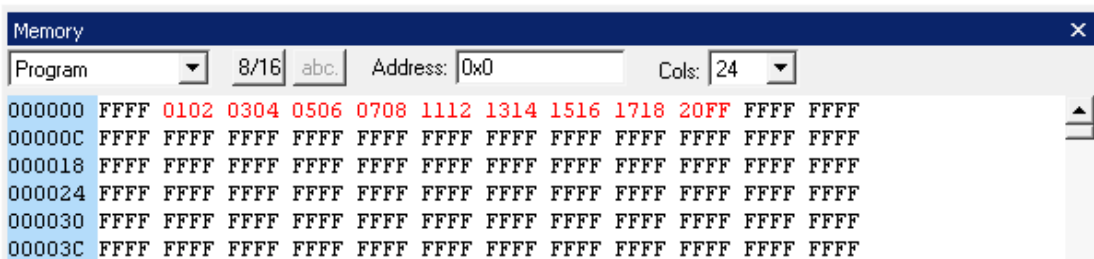 Memory
Program 8/16 abc. Address: 0x0 Cols: 24
000000 FFFF 0102 0304 0506 0708 1112 1314 1516 1718 20FF FFFF FFFF
00000C FFFF FFFF FFFF FFFF FFFF FFFF FFFF FFFF FFFF FFFF FFFF FFFF
000018 FFFF FFFF FFFF FFFF FFFF FFFF FFFF FFFF FFFF FFFF FFFF FFFF
000024 FFFF FFFF FFFF FFFF FFFF FFFF FFFF FFFF FFFF FFFF FFFF FFFF
000030 FFFF FFFF FFFF FFFF FFFF FFFF FFFF FFFF FFFF FFFF FFFF FFFF
00003C FFFF FFFF FFFF FFFF FFFF FFFF FFFF FFFF FFFF FFFF FFFF FFFF